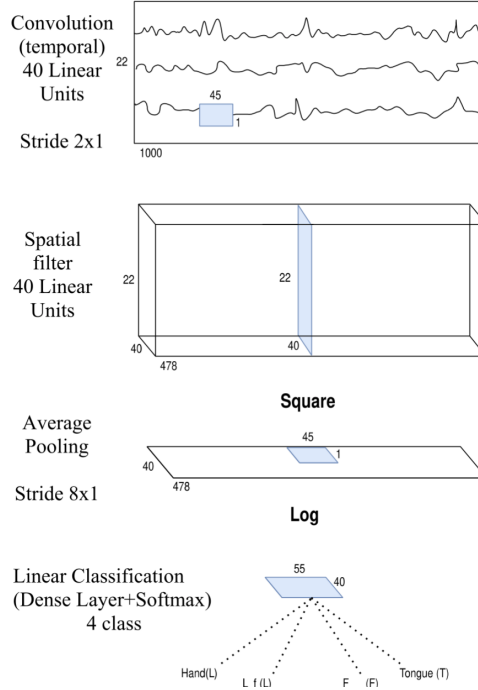 Convolution
(temporal)
40 Linear
Units
Stride 2x1
22
45
1
1000
Spatial
filter
40 Linear
Units
22
22
40
40
478
Square
Average
Pooling
Stride 8x1
45
1
40
478
Log
Linear Classification
(Dense Layer+Softmax)
4 class
55
40
Hand(L)
Tongue (T)